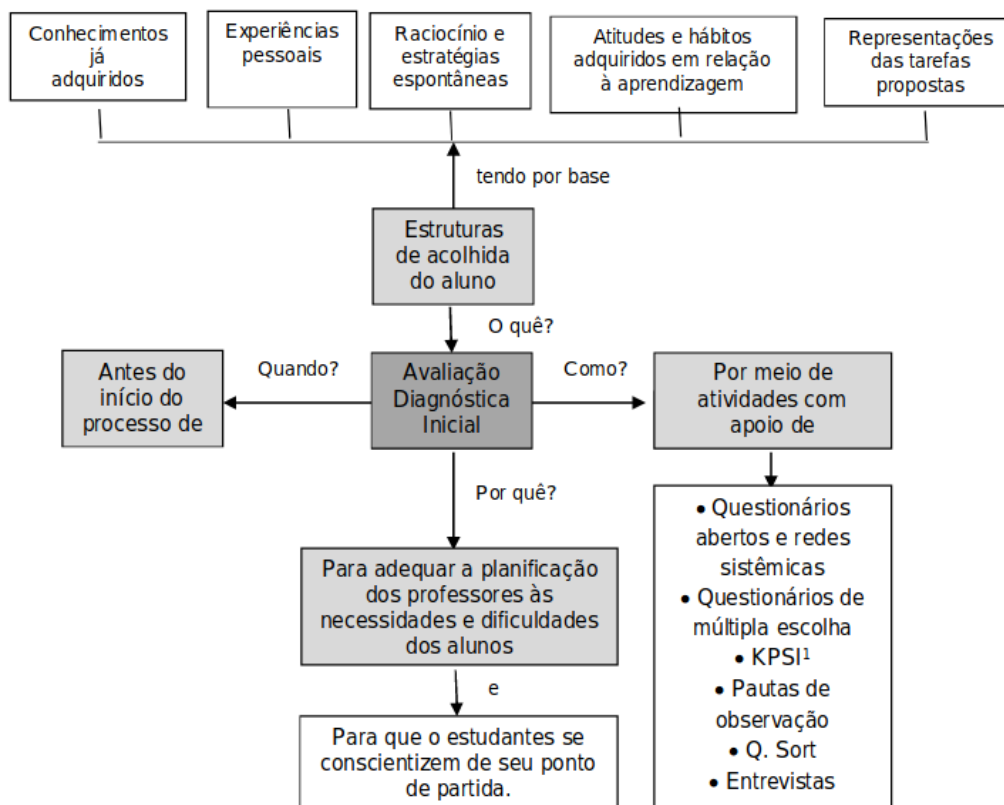 Conhecimentos
já
adquiridos
Experiências
pessoais
Raciocínio e
estratégias
espontâneas
Atitudes e hábitos
adquiridos em relação
à aprendizagem
Representações
das tarefas
propostas
tendo por base
Estruturas
de acolhida
do aluno
O quê?
Antes do
início do
processo de
Quando?
Avaliação
Diagnóstica
Inicial
Como?
Por meio de
atividades com
apoio de
Por quê?
Para adequar a planificação
dos professores às
necessidades e dificuldades
dos alunos
e
Para que o estudantes se
conscientizem de seu ponto
de partida.
• Questionários
abertos e redes
sistêmicas
• Questionários de
múltipla escolha
• KPSI¹
• Pautas de
observação
• Q. Sort
• Entrevistas